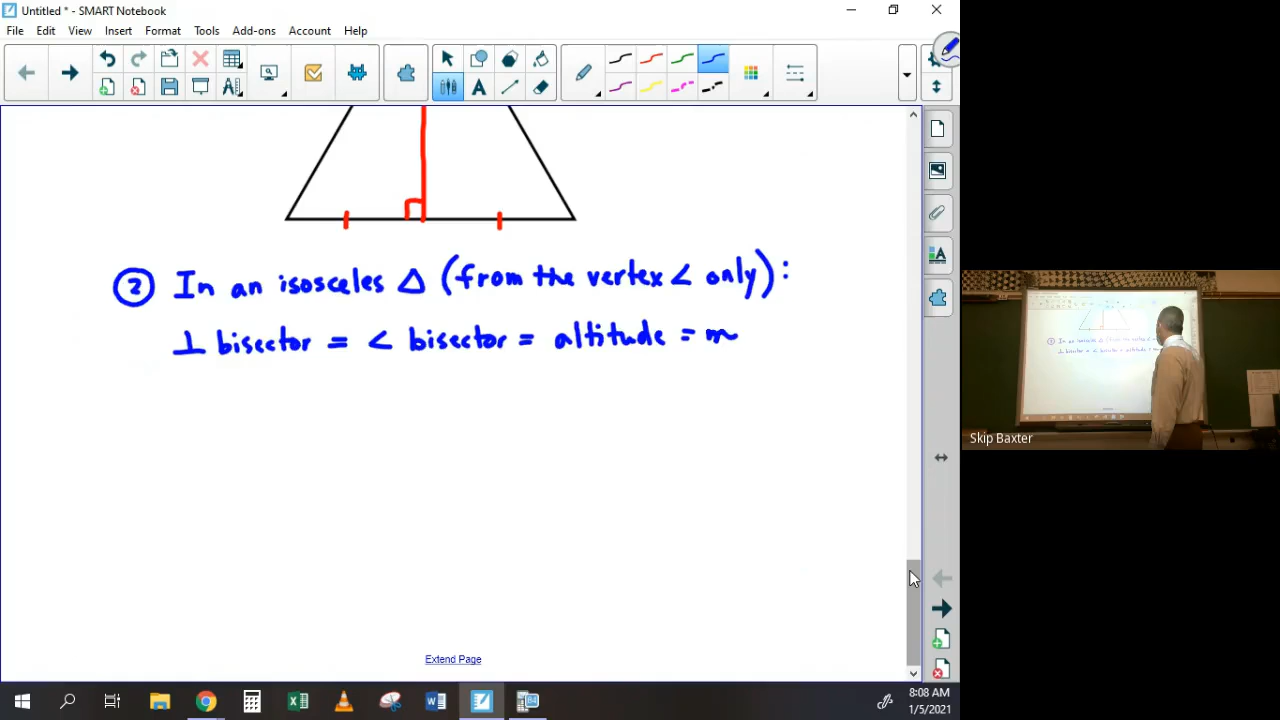 Untitled * - SMART Notebook
File Edit View Insert Format Tools Add-ons Account Help
② In an isosceles Δ (from the vertex < only):
⊥ bisector = < bisector = altitude = m
Skip Baxter
Extend Page
8:08 AM
1/5/2021